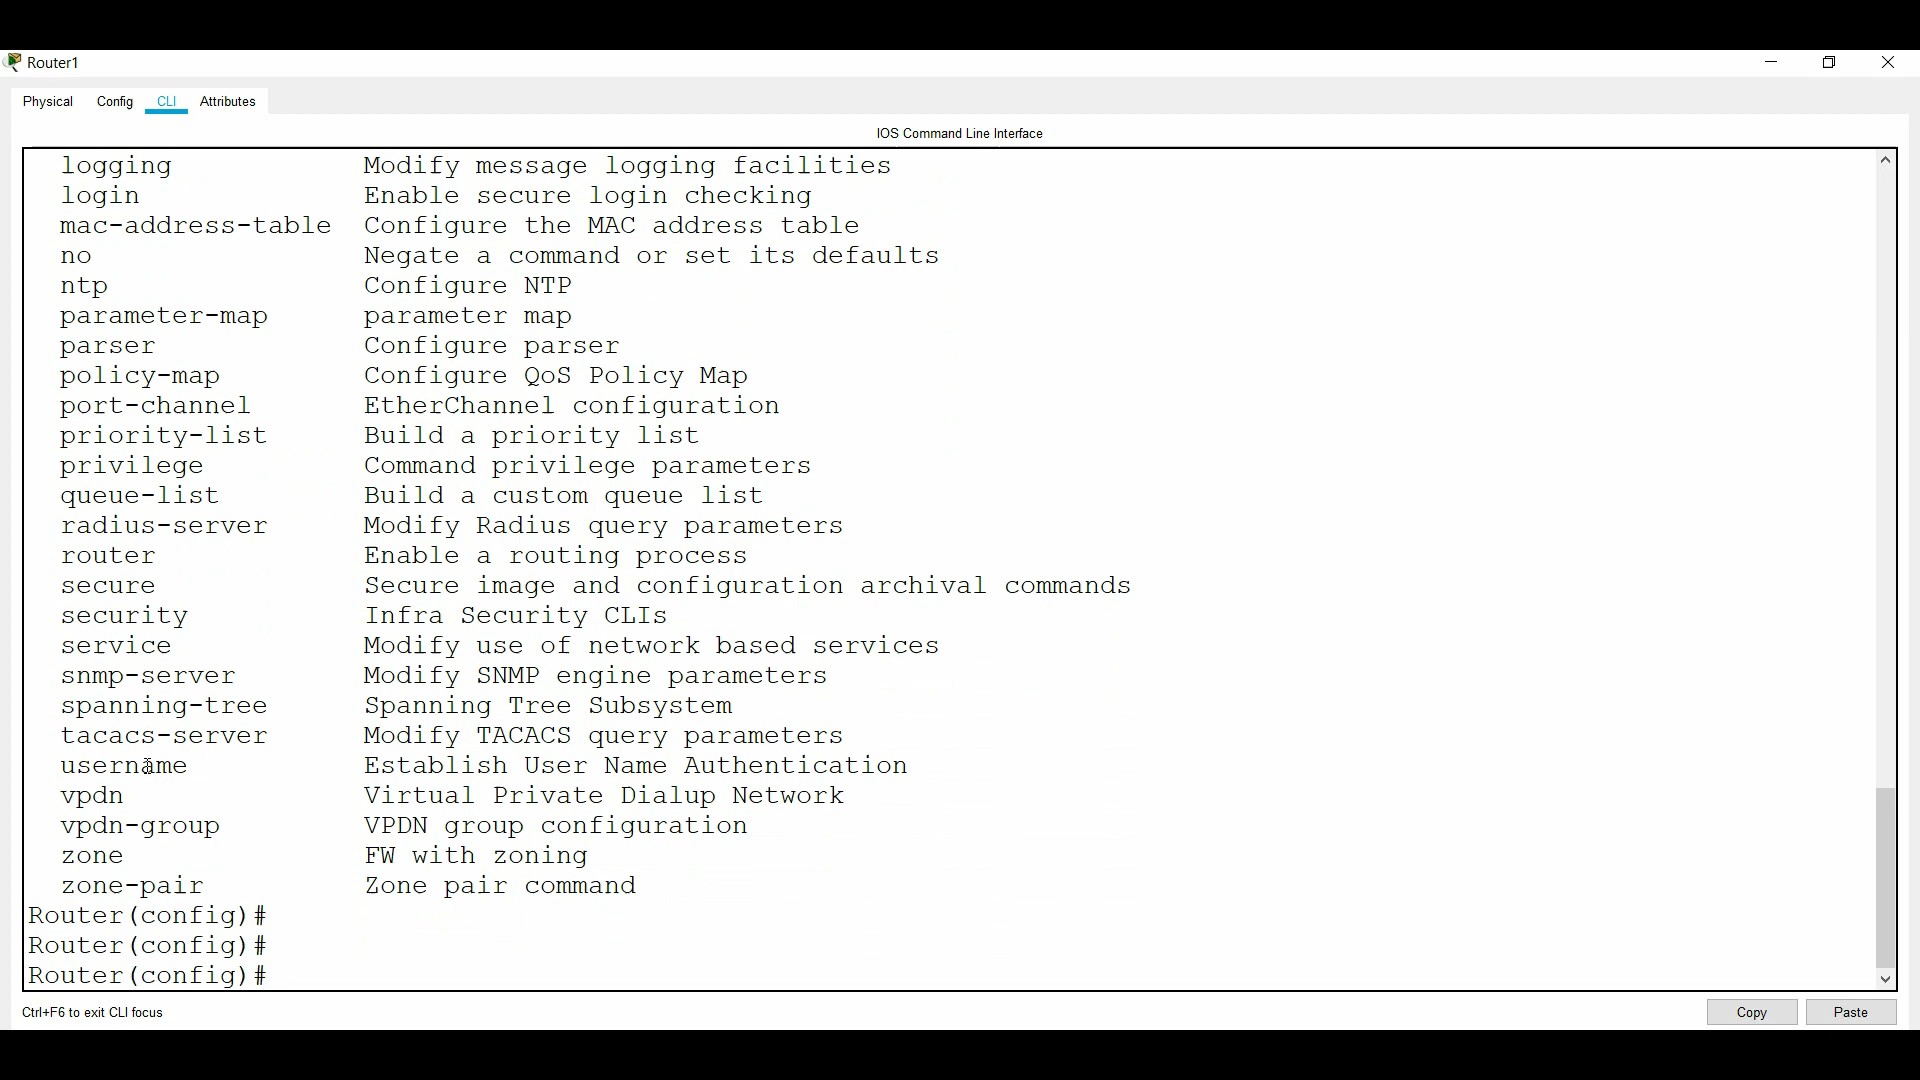 Router1
Physical Config CLI Attributes
IOS Command Line Interface
logging Modify message logging facilities
login Enable secure login checking
mac-address-table Configure the MAC address table
no Negate a command or set its defaults
ntp Configure NTP
parameter-map parameter map
parser Configure parser
policy-map Configure QoS Policy Map
port-channel EtherChannel configuration
priority-list Build a priority list
privilege Command privilege parameters
queue-list Build a custom queue list
radius-server Modify Radius query parameters
router Enable a routing process
secure Secure image and configuration archival commands
security Infra Security CLIs
service Modify use of network based services
snmp-server Modify SNMP engine parameters
spanning-tree Spanning Tree Subsystem
tacacs-server Modify TACACS query parameters
username Establish User Name Authentication
vpdn Virtual Private Dialup Network
vpdn-group VPDN group configuration
zone FW with zoning
zone-pair Zone pair command
Router(config)#
Router(config)#
Router(config)#
Ctrl+F6 to exit CLI focus
Copy Paste